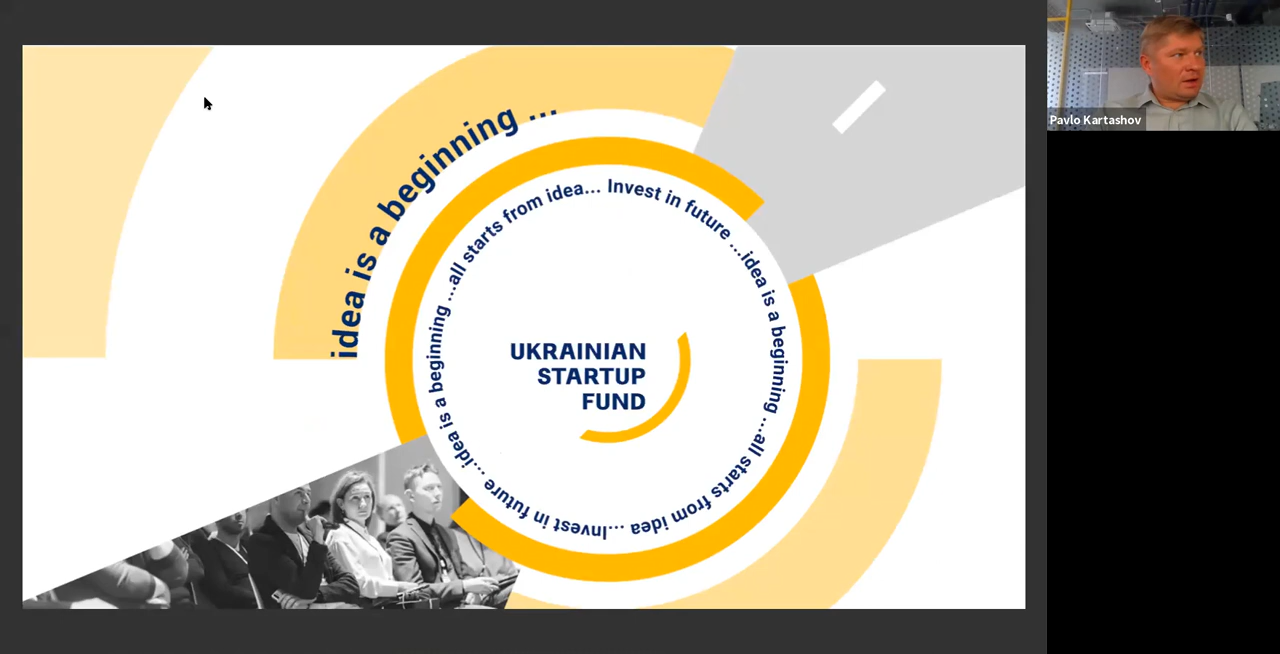 idea is a beginning ...
...all starts from idea... Invest in future ...idea is a beginning ...all starts from idea ...Invest in future ...idea is a beginning
UKRAINIAN
STARTUP
FUND
Pavlo Kartashov